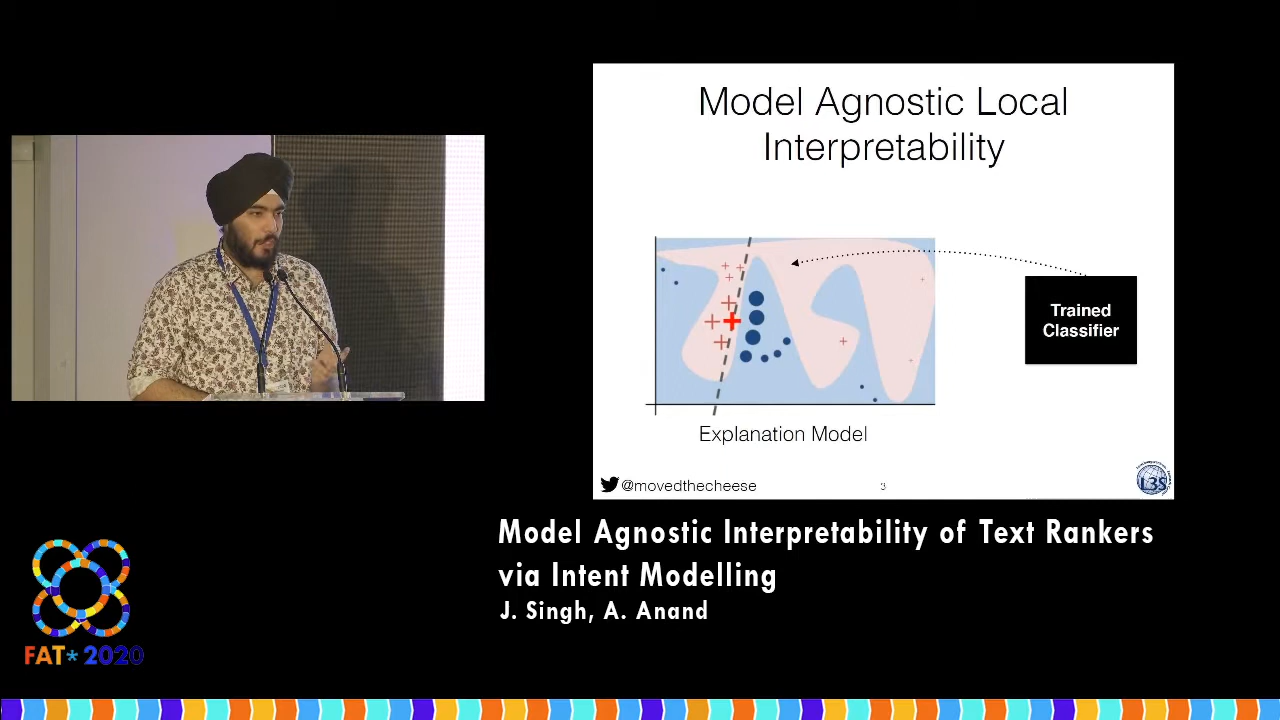 Model Agnostic Local
Interpretability
Trained
Classifier
Explanation Model
@movedthecheese
3
L3S
Model Agnostic Interpretability of Text Rankers
via Intent Modelling
J. Singh, A. Anand
FAT* 2020